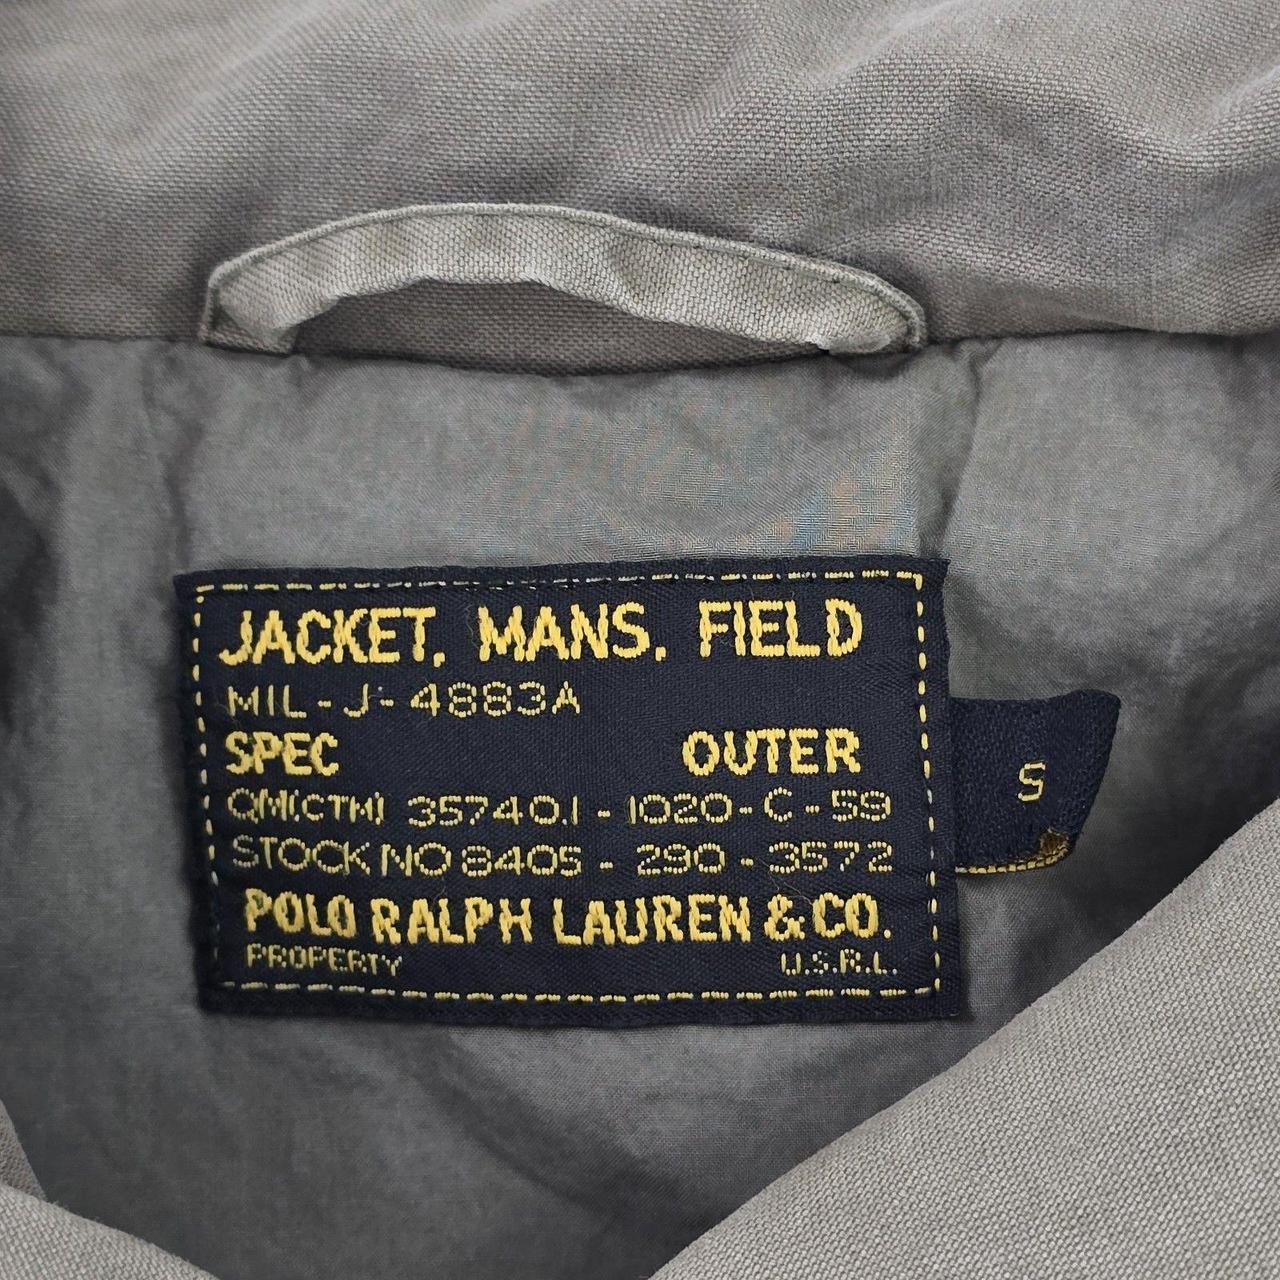 JACKET, MANS, FIELD
MIL-J-4883A
SPEC OUTER
QM(CTM) 35740.1-1020-C-59
STOCK NO 8405-290-3572
POLO RALPH LAUREN & CO.
PROPERTY U.S.R.L.
S